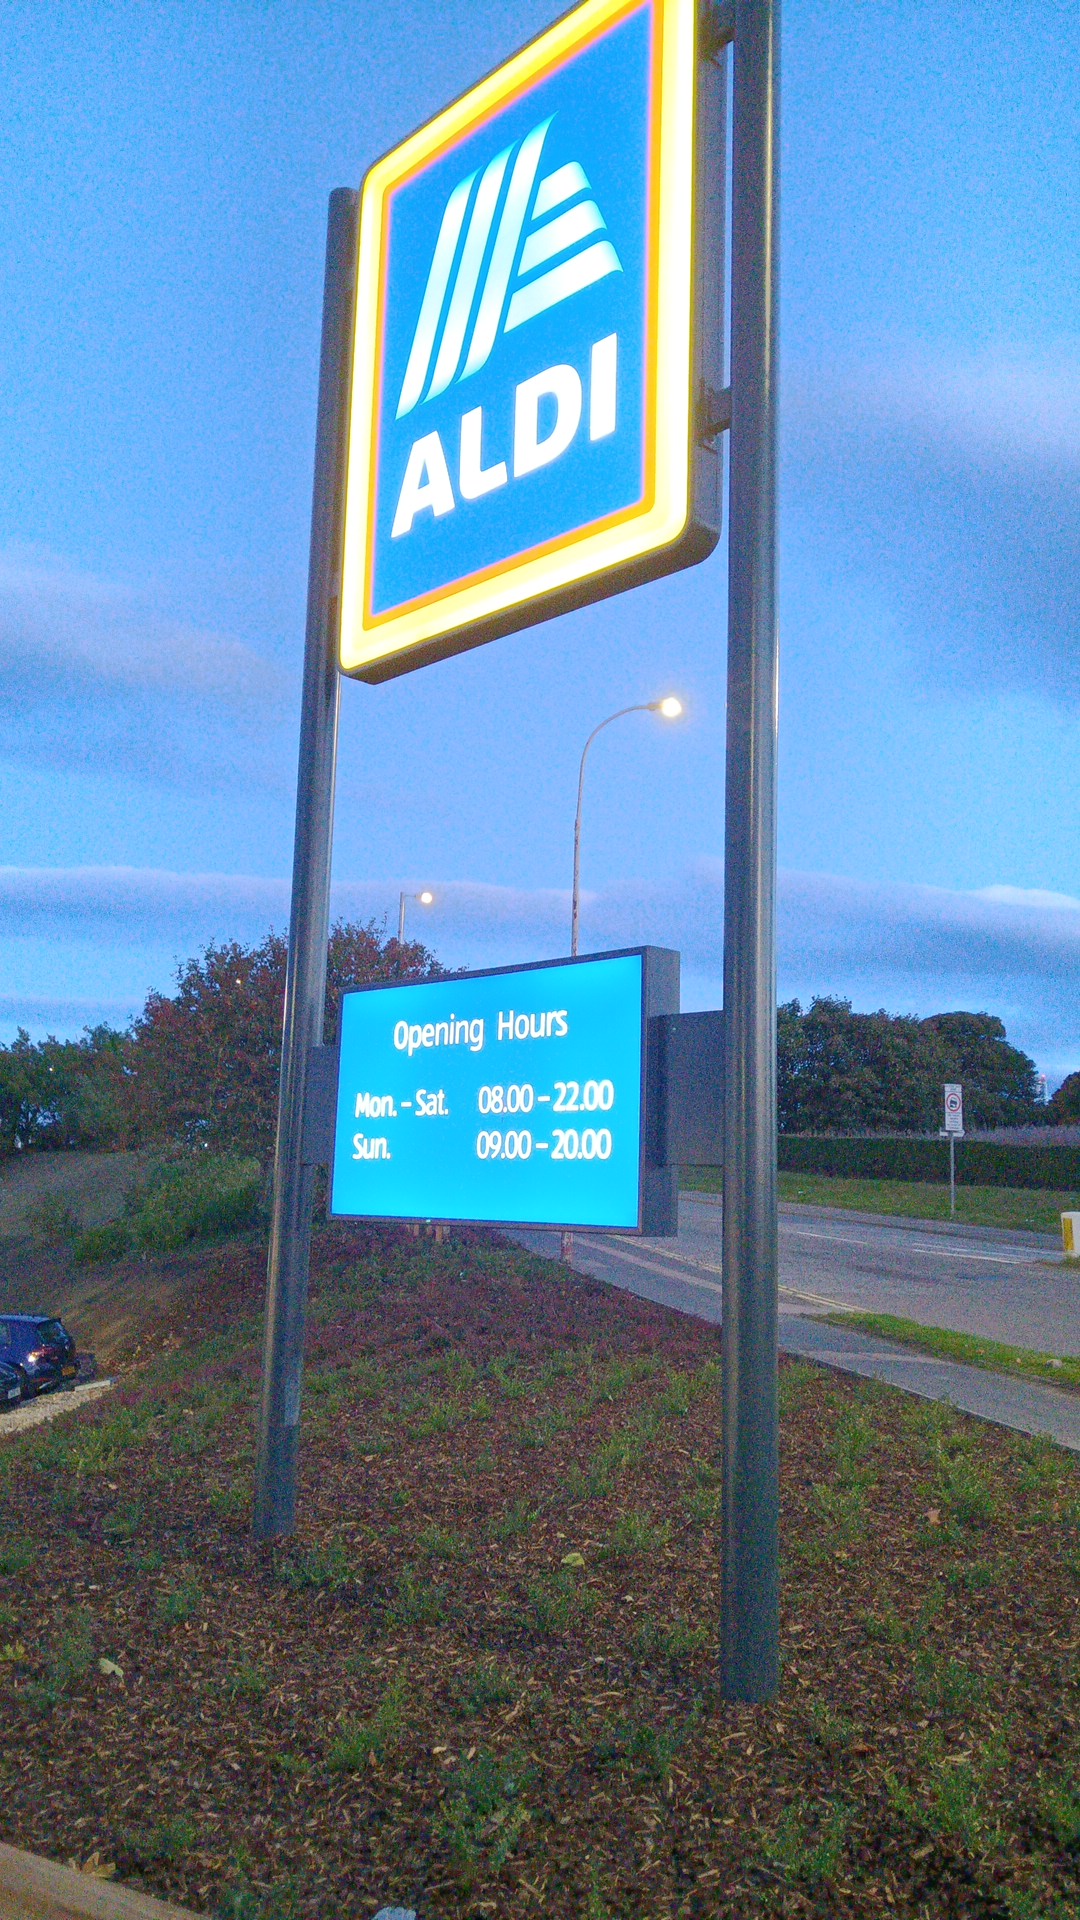 ALDI
Opening Hours
Mon. – Sat. 08.00 – 22.00
Sun. 09.00 – 20.00